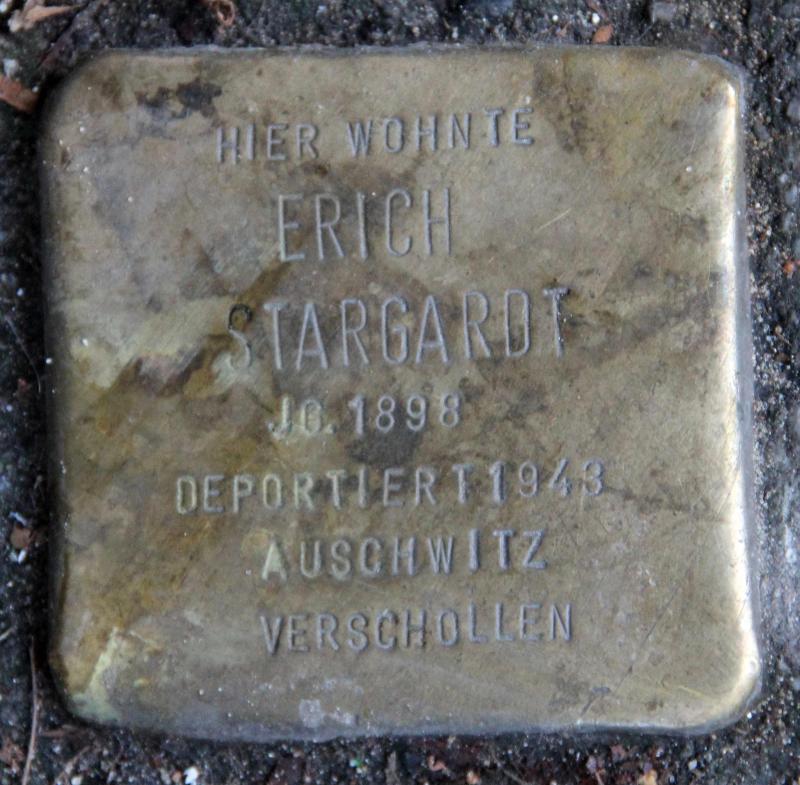 HIER WOHNTE
ERICH
STARGARDT
JG. 1898
DEPORTIERT 1943
AUSCHWITZ
VERSCHOLLEN